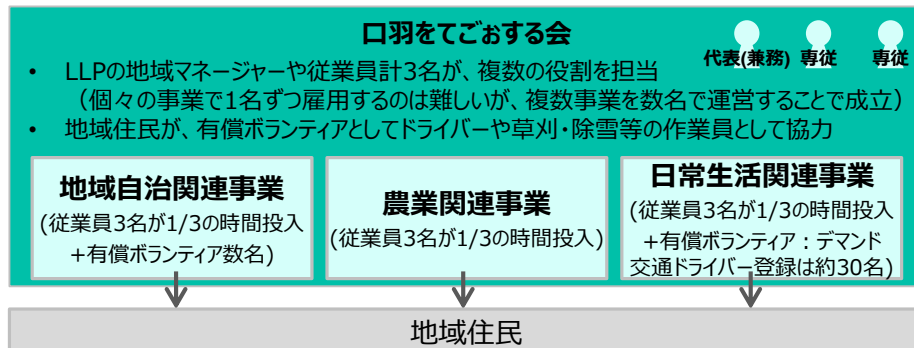 口羽をてごぉする会
代表(兼務) 専従 専従
• LLPの地域マネージャーや従業員計3名が、複数の役割を担当
（個々の事業で1名ずつ雇用するのは難しいが、複数事業を数名で運営することで成立）
• 地域住民が、有償ボランティアとしてドライバーや草刈・除雪等の作業員として協力
地域自治関連事業
(従業員3名が1/3の時間投入
＋有償ボランティア数名)
農業関連事業
(従業員3名が1/3の時間投入)
日常生活関連事業
(従業員3名が1/3の時間投入
＋有償ボランティア：デマンド
交通ドライバー登録は約30名)
地域住民